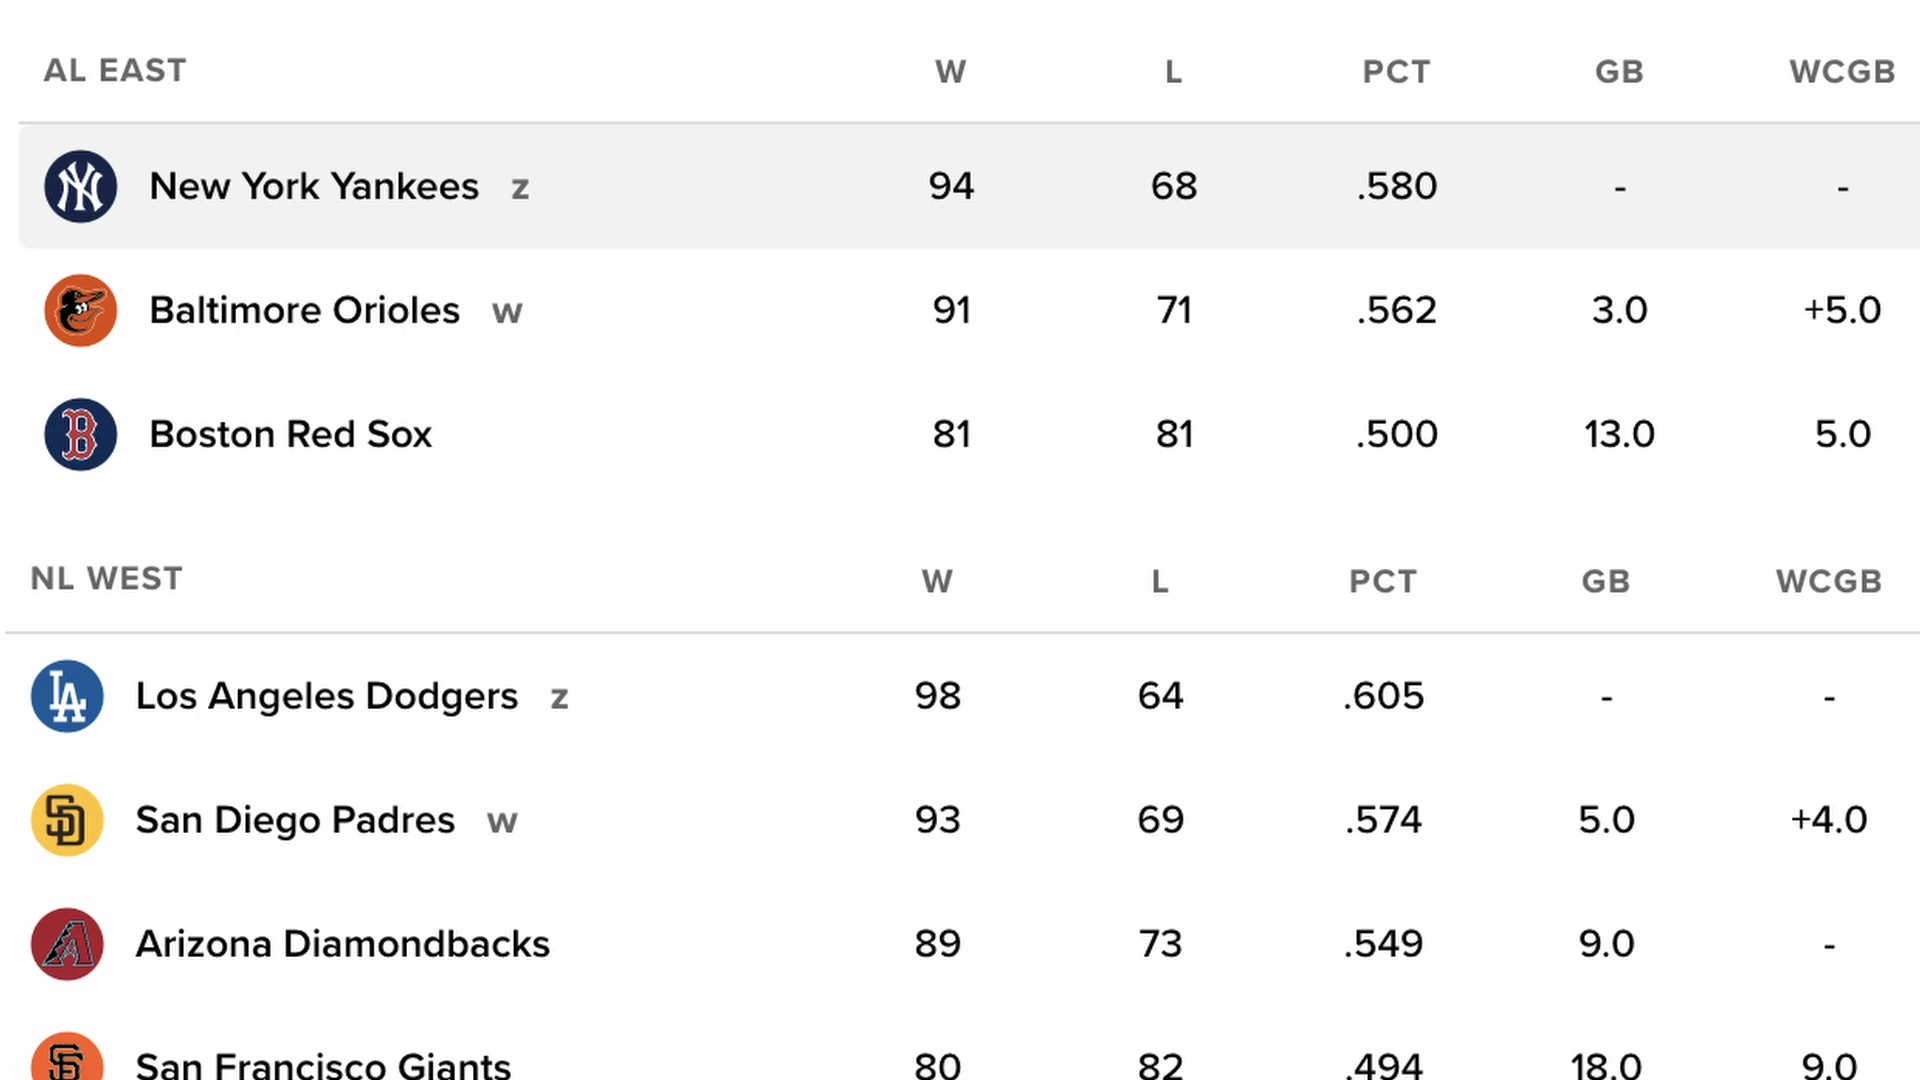 AL EAST W L PCT GB WCGB
New York Yankees z 94 68 .580 - -
Baltimore Orioles w 91 71 .562 3.0 +5.0
Boston Red Sox 81 81 .500 13.0 5.0
NL WEST W L PCT GB WCGB
Los Angeles Dodgers z 98 64 .605 - -
San Diego Padres w 93 69 .574 5.0 +4.0
Arizona Diamondbacks 89 73 .549 9.0 -
San Francisco Giants 80 82 .494 18.0 9.0